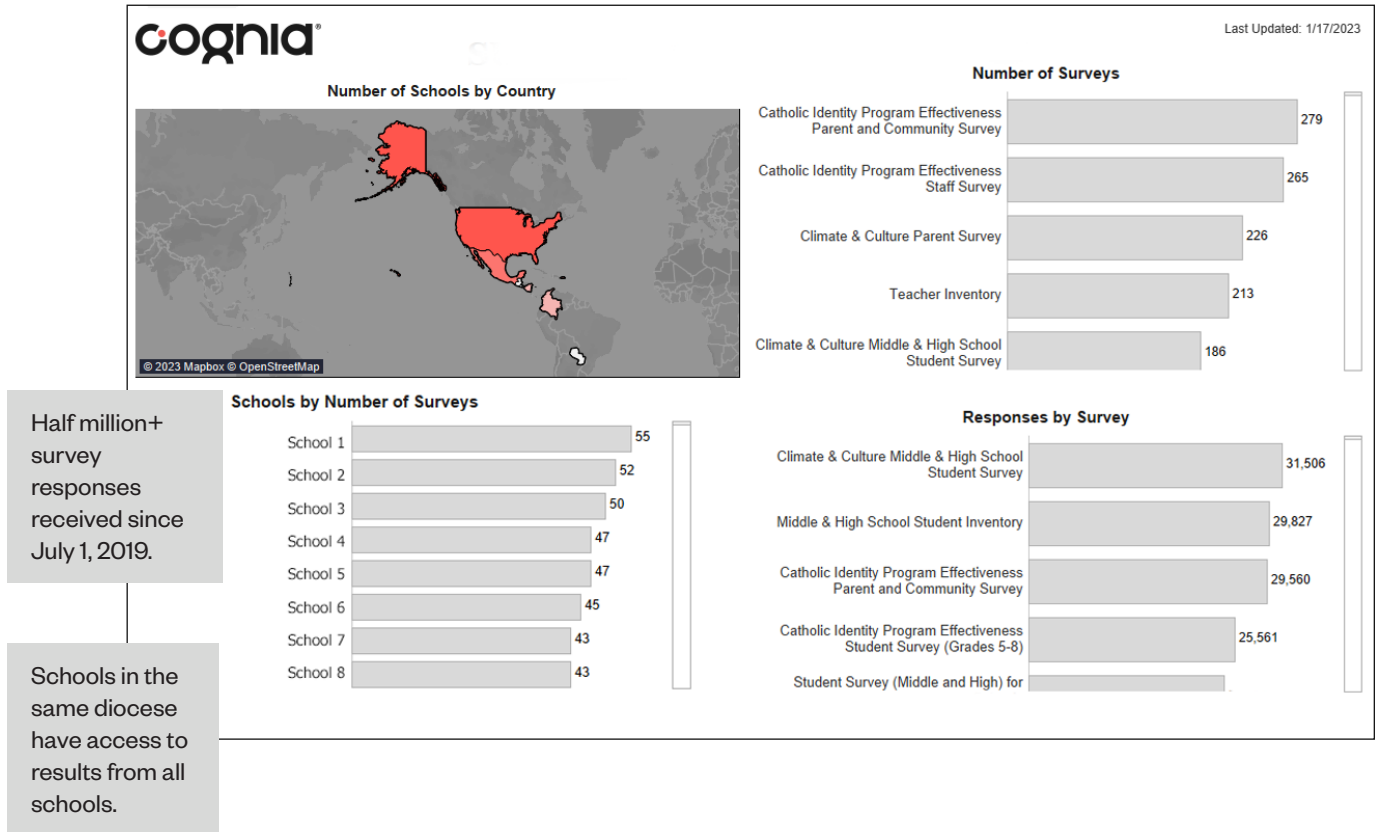 cognia
Last Updated: 1/17/2023
Number of Schools by Country
© 2023 Mapbox © OpenStreetMap
Number of Surveys
Catholic Identity Program Effectiveness
Parent and Community Survey
279
Catholic Identity Program Effectiveness
Staff Survey
265
Climate & Culture Parent Survey
226
Teacher Inventory
213
Climate & Culture Middle & High School
Student Survey
186
Half million+
survey
responses
received since
July 1, 2019.
Schools in the
same diocese
have access to
results from all
schools.
Schools by Number of Surveys
School 1 55
School 2 52
School 3 50
School 4 47
School 5 47
School 6 45
School 7 43
School 8 43
Responses by Survey
Climate & Culture Middle & High School
Student Survey
31,506
Middle & High School Student Inventory
29,827
Catholic Identity Program Effectiveness
Parent and Community Survey
29,560
Catholic Identity Program Effectiveness
Student Survey (Grades 5-8)
25,561
Student Survey (Middle and High) for